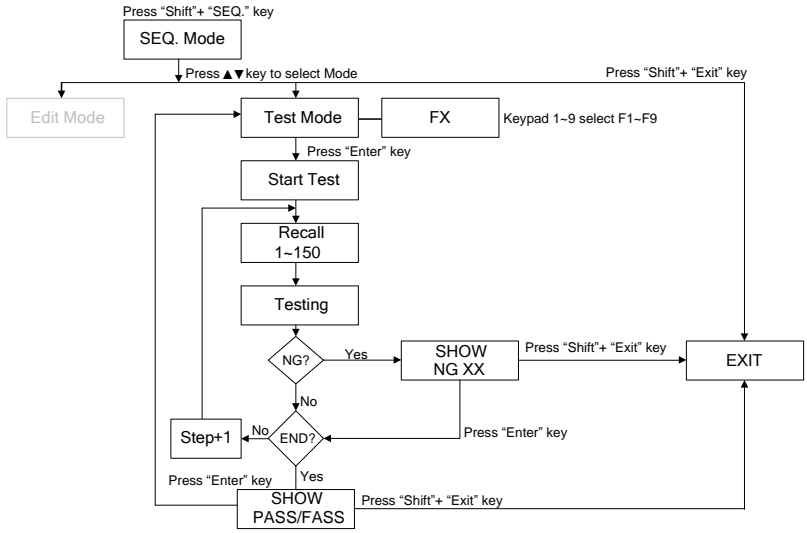 Press “Shift”+ “SEQ.” key
SEQ. Mode
Press ▲▼key to select Mode
Press “Shift”+ “Exit” key
Edit Mode
Test Mode
FX
Keypad 1~9 select F1~F9
Press “Enter” key
Start Test
Recall
1~150
Testing
NG?
Yes
SHOW
NG XX
Press “Shift”+ “Exit” key
EXIT
No
Step+1
No
END?
Press “Enter” key
Yes
Press “Enter” key
SHOW
PASS/FASS
Press “Shift”+ “Exit” key